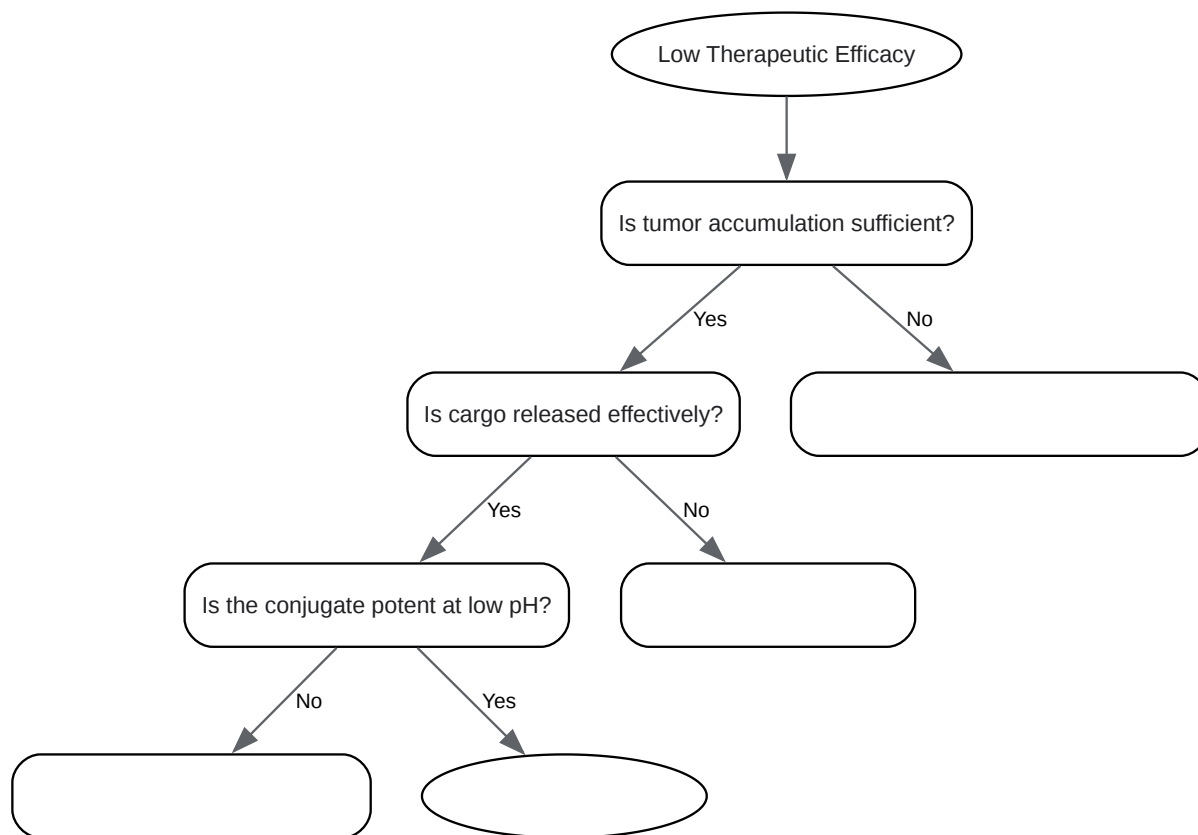 Low Therapeutic Efficacy
Is tumor accumulation sufficient?
Yes
No
Is cargo released effectively?
Yes
No
Is the conjugate potent at low pH?
No
Yes